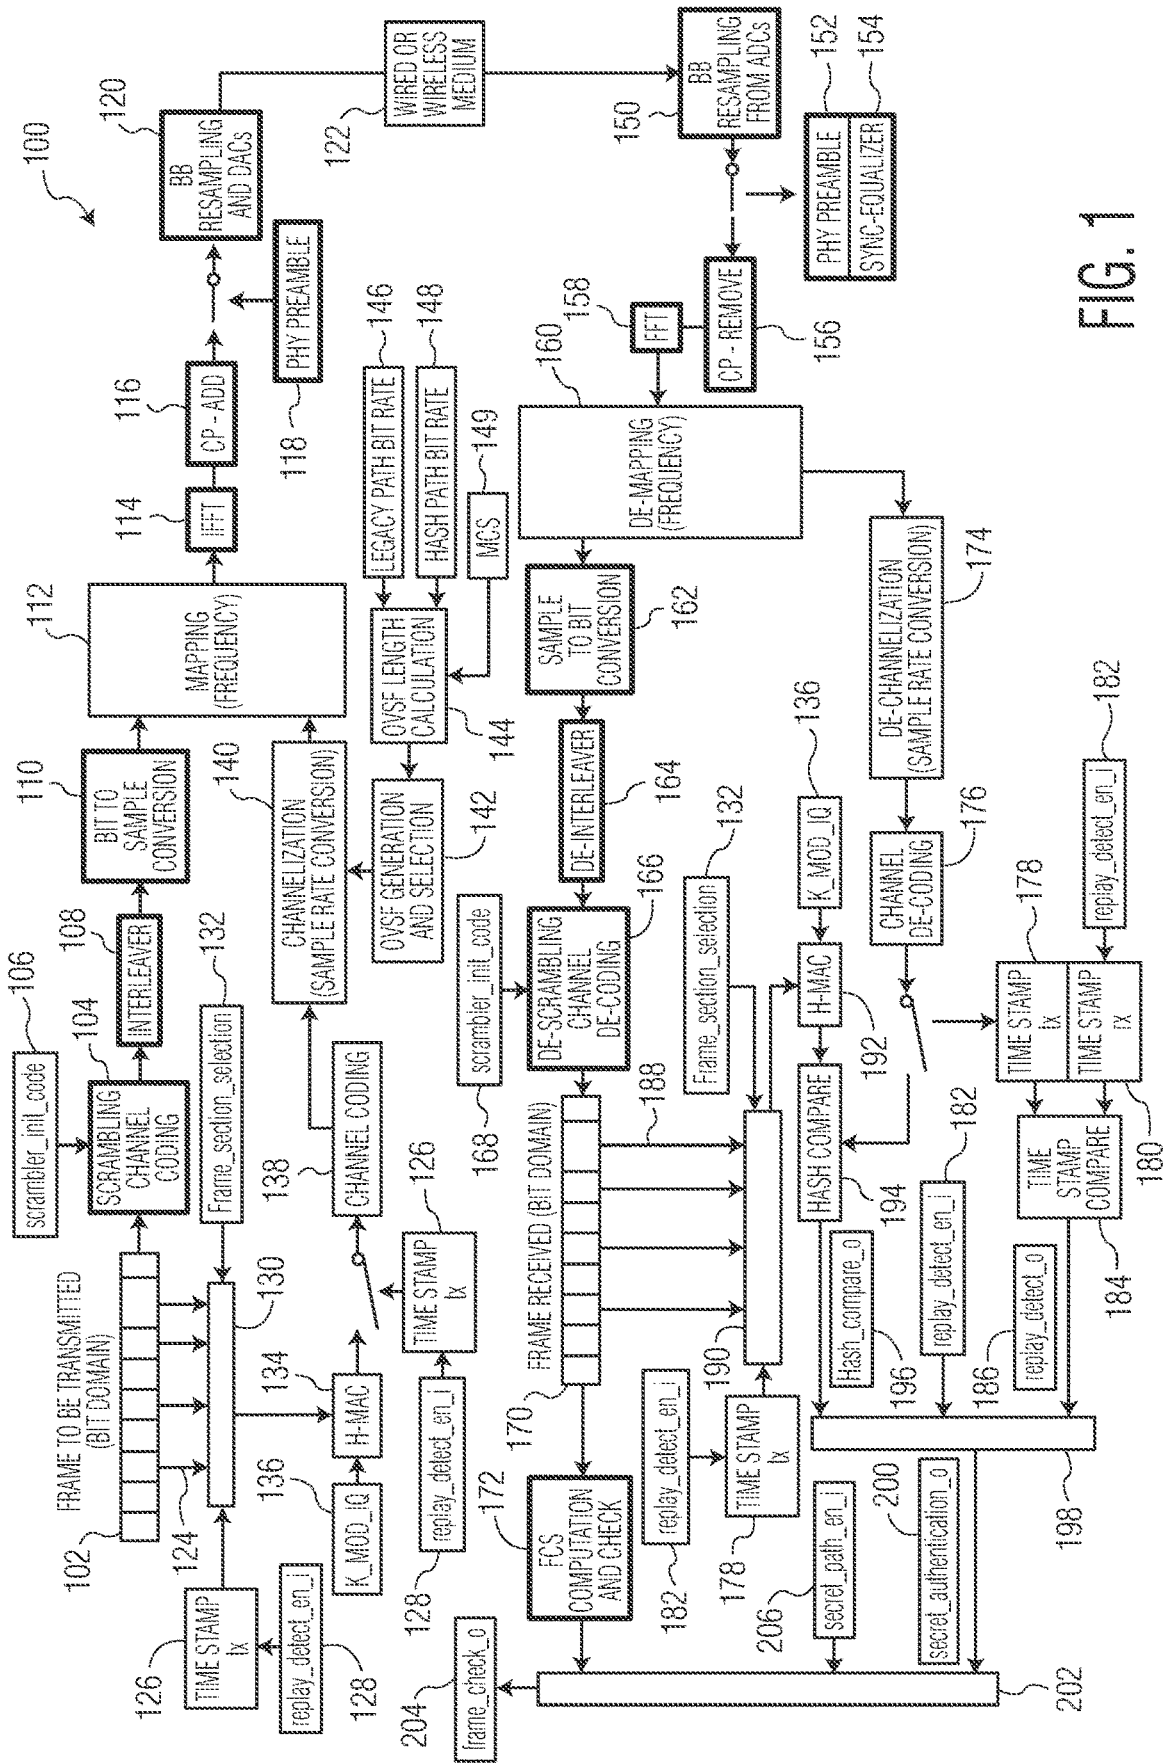 100
scrambler_init_code
106
SCRAMBLING
CHANNEL
CODING
104
INTERLEAVER
108
BIT TO
SAMPLE
CONVERSION
110
MAPPING
(FREQUENCY)
112
IFFT
114
CP - ADD
116
PHY PREAMBLE
118
BB
RESAMPLING
AND DACs
120
WIRED OR
WIRELESS
MEDIUM
122
FRAME TO BE TRANSMITTED
(BIT DOMAIN)
102
124
TIME STAMP
tx
126
replay_detect_en_i
128
130
Frame_section_selection
132
H-MAC
134
K_MOD_IQ
136
TIME STAMP
tx
126
replay_detect_en_i
128
CHANNEL CODING
138
CHANNELIZATION
(SAMPLE RATE CONVERSION)
140
OVSF GENERATION
AND SELECTION
142
OVSF LENGTH
CALCULATION
144
LEGACY PATH BIT RATE
146
HASH PATH BIT RATE
148
MCS
149
BB
RESAMPLING
FROM ADCs
150
PHY PREAMBLE
152
SYNC-EQUALIZER
154
CP - REMOVE
156
FFT
158
DE-MAPPING
(FREQUENCY)
160
SAMPLE
TO BIT
CONVERSION
162
DE-INTERLEAVER
164
DE-SCRAMBLING
CHANNEL
DE-CODING
166
scrambler_init_code
168
FRAME RECEIVED (BIT DOMAIN)
170
FCS
COMPUTATION
AND CHECK
172
DE-CHANNELIZATION
(SAMPLE RATE CONVERSION)
174
CHANNEL
DE-CODING
176
TIME STAMP
tx
178
TIME STAMP
rx
180
replay_detect_en_i
182
TIME
STAMP
COMPARE
184
replay_detect_o
186
188
Frame_section_selection
132
190
TIME STAMP
tx
178
replay_detect_en_i
182
K_MOD_IQ
136
H-MAC
192
HASH COMPARE
194
Hash_compare_o
196
replay_detect_en_i
182
198
secret_authentication_o
200
secret_path_en_i
206
202
frame_check_o
204
FIG. 1